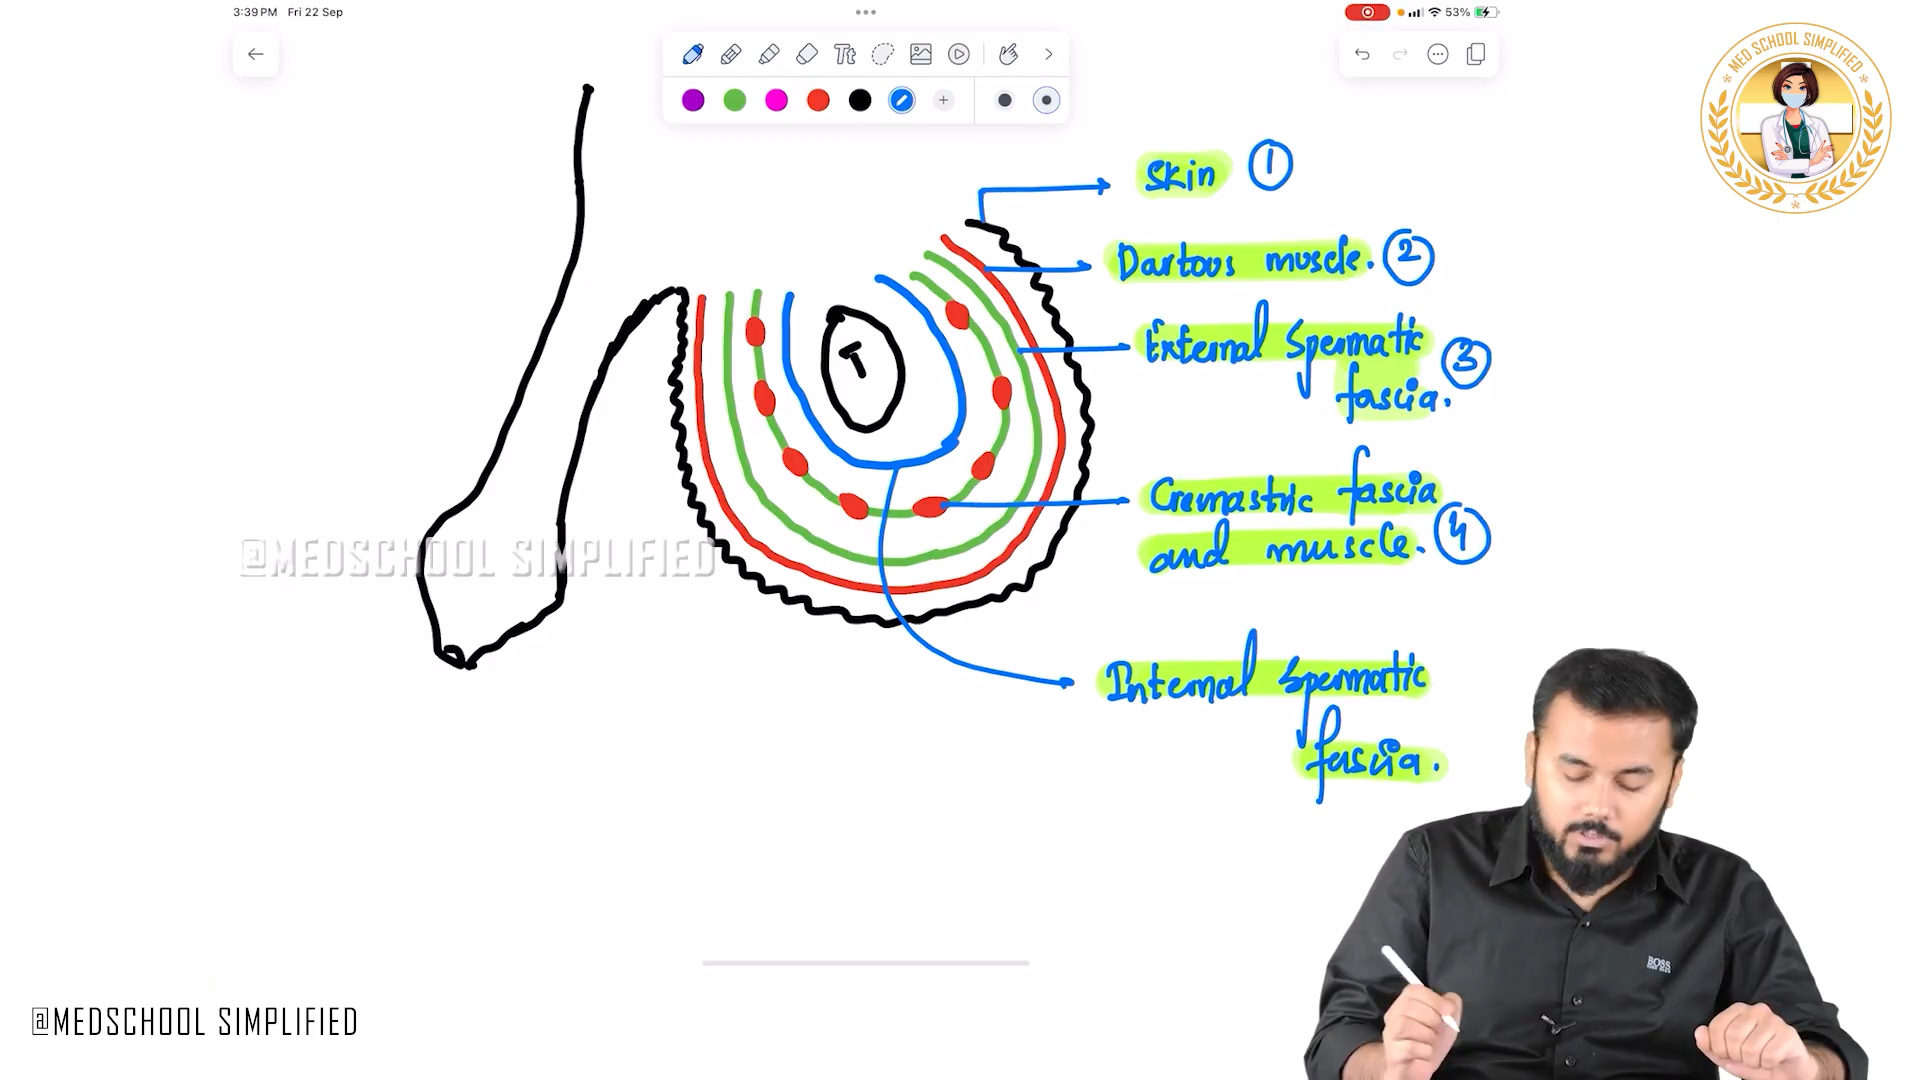 3:39 PM Fri 22 Sep
53%
Tt
MED SCHOOL SIMPLIFIED
Skin 1
Dartous muscle. 2
External Spermatic
fascia. 3
T
Cremastric fascia
and muscle. 4
@MEDSCHOOL SIMPLIFIED
Internal Spermatic
fascia.
BOSS
@MEDSCHOOL SIMPLIFIED